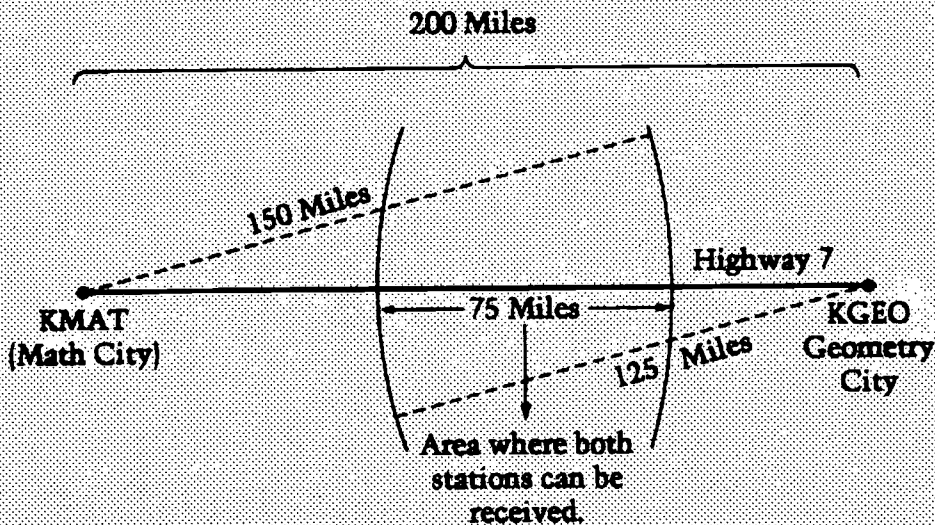 200 Miles
150 Miles
Highway 7
75 Miles
KMAT
(Math City)
KGEO
Geometry
City
125 Miles
Area where both
stations can be
received.